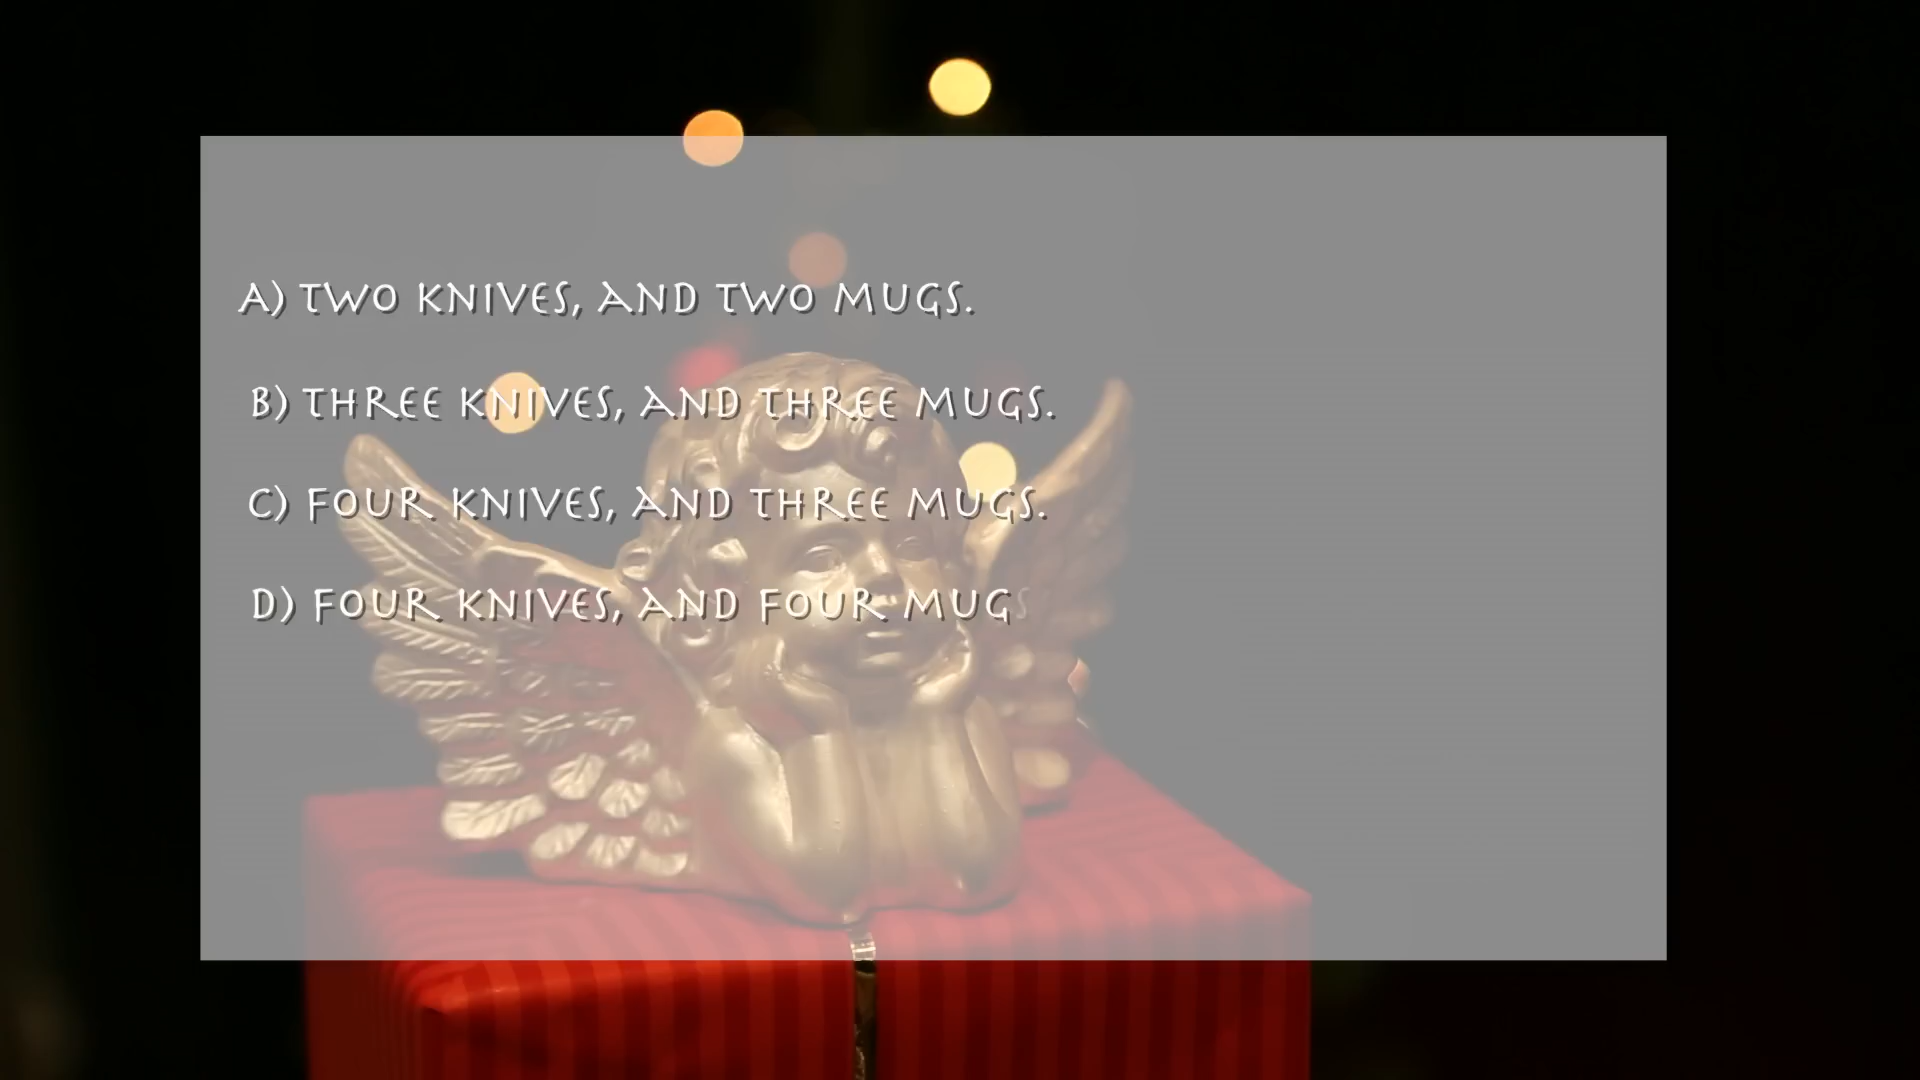 A) TWO KNIVES, AND TWO MUGS.
B) THREE KNIVES, AND THREE MUGS.
C) FOUR KNIVES, AND THREE MUGS.
D) FOUR KNIVES, AND FOUR MUGS